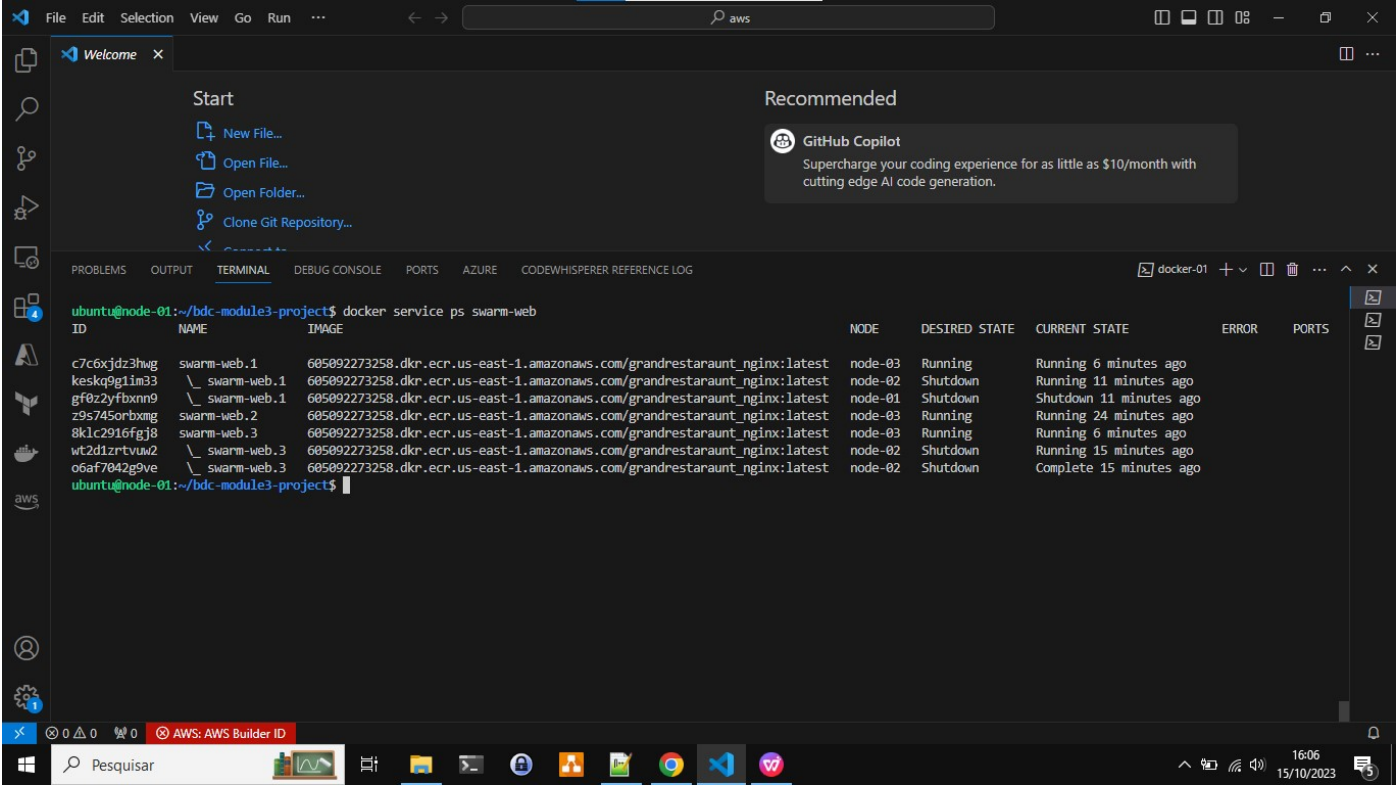 File Edit Selection View Go Run ··· aws
Welcome
Start
New File...
Open File...
Open Folder...
Clone Git Repository...
Recommended
GitHub Copilot
Supercharge your coding experience for as little as $10/month with
cutting edge AI code generation.
PROBLEMS OUTPUT TERMINAL DEBUG CONSOLE PORTS AZURE CODEWHISPERER REFERENCE LOG docker-01
ubuntu@node-01:~/bdc-module3-project$ docker service ps swarm-web
ID NAME IMAGE NODE DESIRED STATE CURRENT STATE ERROR PORTS
c7c6xjdz3hwg swarm-web.1 605092273258.dkr.ecr.us-east-1.amazonaws.com/grandrestaraunt_nginx:latest node-03 Running Running 6 minutes ago
keskq9g1im33 \_ swarm-web.1 605092273258.dkr.ecr.us-east-1.amazonaws.com/grandrestaraunt_nginx:latest node-02 Shutdown Running 11 minutes ago
gf0z2yfbxnn9 \_ swarm-web.1 605092273258.dkr.ecr.us-east-1.amazonaws.com/grandrestaraunt_nginx:latest node-01 Shutdown Shutdown 11 minutes ago
z9s745orbxmg swarm-web.2 605092273258.dkr.ecr.us-east-1.amazonaws.com/grandrestaraunt_nginx:latest node-03 Running Running 24 minutes ago
8klc2916fgj8 swarm-web.3 605092273258.dkr.ecr.us-east-1.amazonaws.com/grandrestaraunt_nginx:latest node-03 Running Running 6 minutes ago
wt2d1zrtvuw2 \_ swarm-web.3 605092273258.dkr.ecr.us-east-1.amazonaws.com/grandrestaraunt_nginx:latest node-02 Shutdown Running 15 minutes ago
o6af7042g9ve \_ swarm-web.3 605092273258.dkr.ecr.us-east-1.amazonaws.com/grandrestaraunt_nginx:latest node-02 Shutdown Complete 15 minutes ago
ubuntu@node-01:~/bdc-module3-project$
4
aws
1
0 0 0 AWS: AWS Builder ID
Pesquisar
16:06
15/10/2023
5